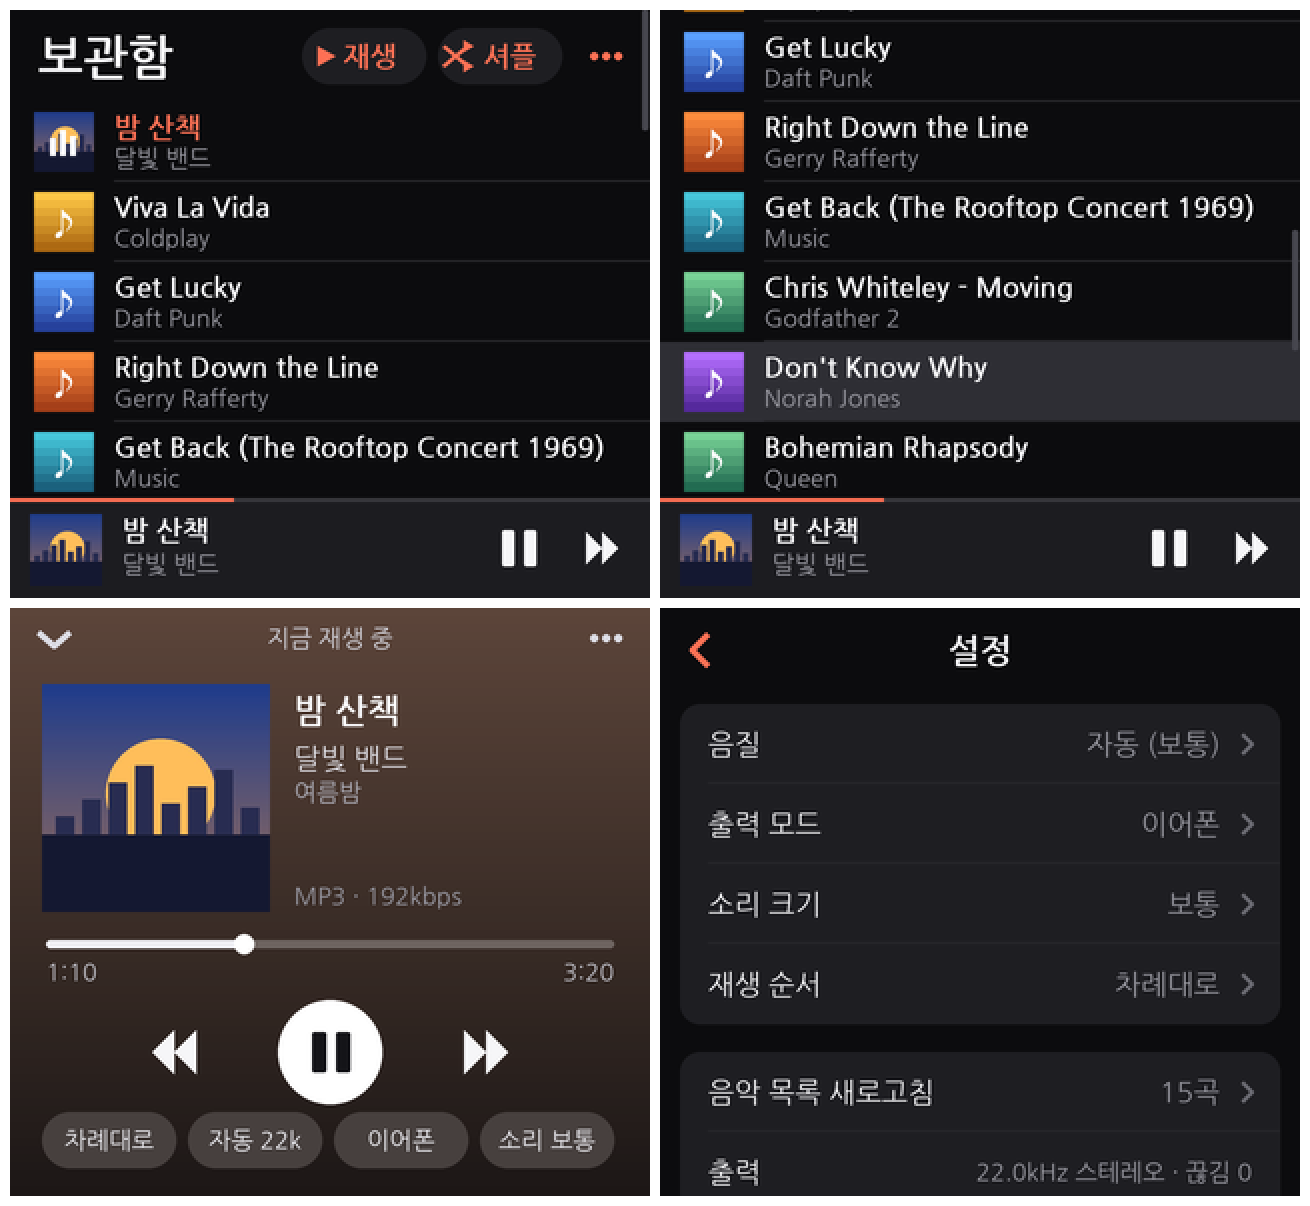 보관함
재생
셔플
밤 산책
달빛 밴드
Viva La Vida
Coldplay
Get Lucky
Daft Punk
Right Down the Line
Gerry Rafferty
Get Back (The Rooftop Concert 1969)
Music
밤 산책
달빛 밴드
Get Lucky
Daft Punk
Right Down the Line
Gerry Rafferty
Get Back (The Rooftop Concert 1969)
Music
Chris Whiteley - Moving
Godfather 2
Don't Know Why
Norah Jones
Bohemian Rhapsody
Queen
밤 산책
달빛 밴드
지금 재생 중
밤 산책
달빛 밴드
여름밤
MP3 · 192kbps
1:10 3:20
차례대로 자동 22k 이어폰 소리 보통
설정
음질 자동 (보통)
출력 모드 이어폰
소리 크기 보통
재생 순서 차례대로
음악 목록 새로고침 15곡
출력 22.0kHz 스테레오 · 끊김 0